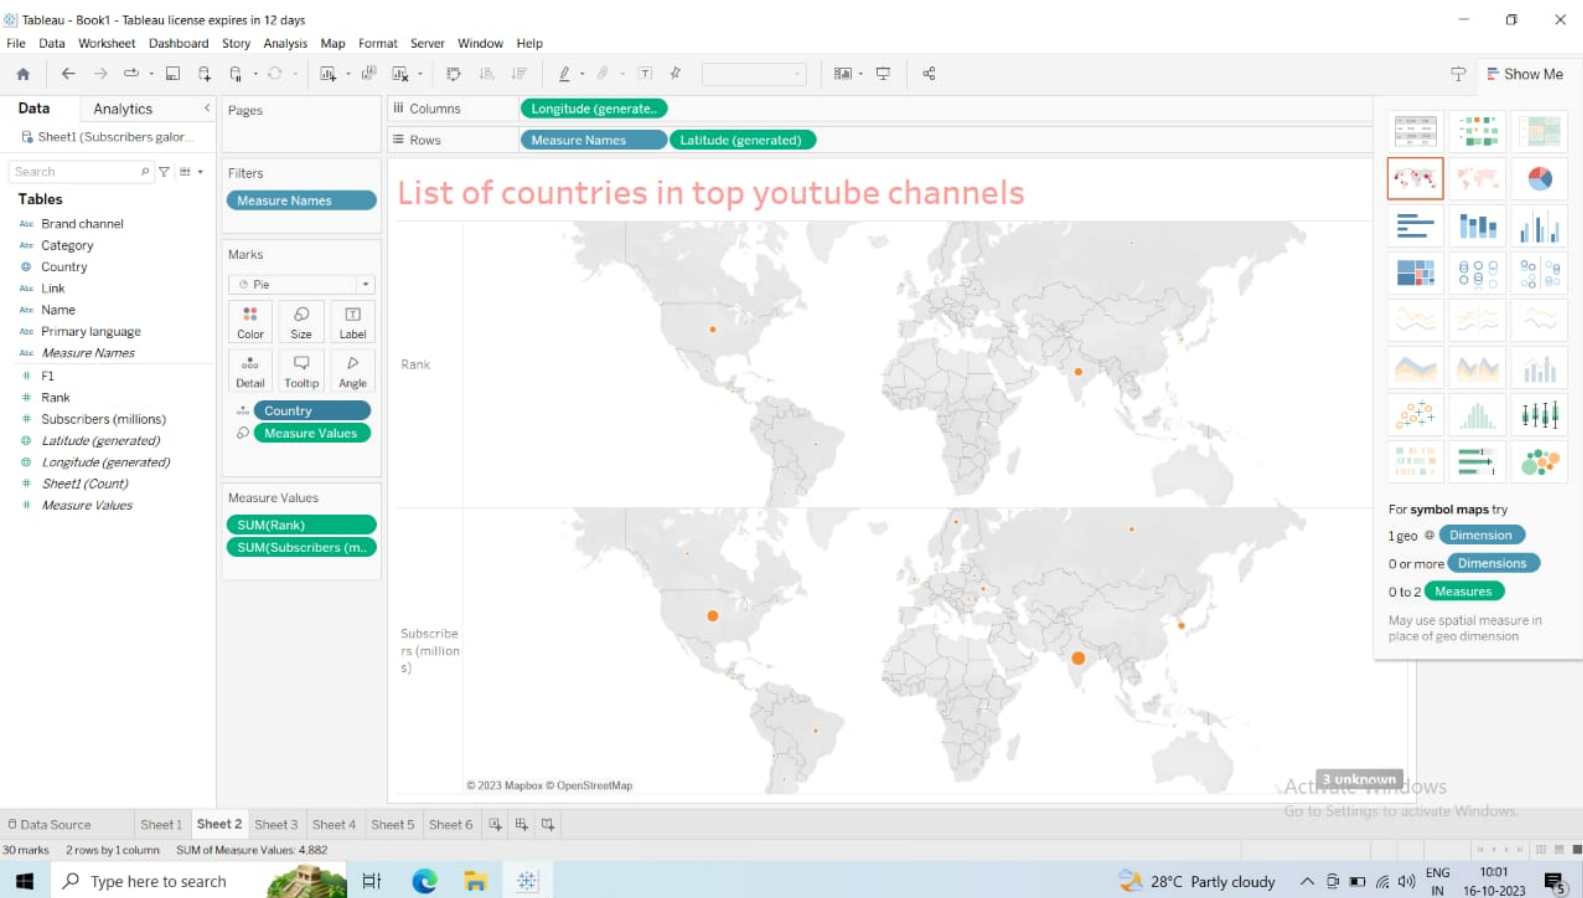 Tableau - Book1 - Tableau license expires in 12 days
File Data Worksheet Dashboard Story Analysis Map Format Server Window Help
Show Me
Data Analytics
Sheet1 (Subscribers galor...
Search
Tables
Abc Brand channel
Abc Category
Country
Abc Link
Abc Name
Abc Primary language
Abc Measure Names
# F1
# Rank
# Subscribers (millions)
Latitude (generated)
Longitude (generated)
# Sheet1 (Count)
# Measure Values
Pages
Filters
Measure Names
Marks
Pie
Color Size Label
Detail Tooltip Angle
Country
Measure Values
Measure Values
SUM(Rank)
SUM(Subscribers (m..
Columns Longitude (generate..
Rows Measure Names Latitude (generated)
List of countries in top youtube channels
Rank
Subscribe
rs (million
s)
© 2023 Mapbox © OpenStreetMap
3 unknown
For symbol maps try
1 geo Dimension
0 or more Dimensions
0 to 2 Measures
May use spatial measure in
place of geo dimension
Activate Windows
Go to Settings to activate Windows.
Data Source Sheet 1 Sheet 2 Sheet 3 Sheet 4 Sheet 5 Sheet 6
30 marks 2 rows by 1 column SUM of Measure Values: 4,882
Type here to search
28°C Partly cloudy
ENG
IN
10:01
16-10-2023
5